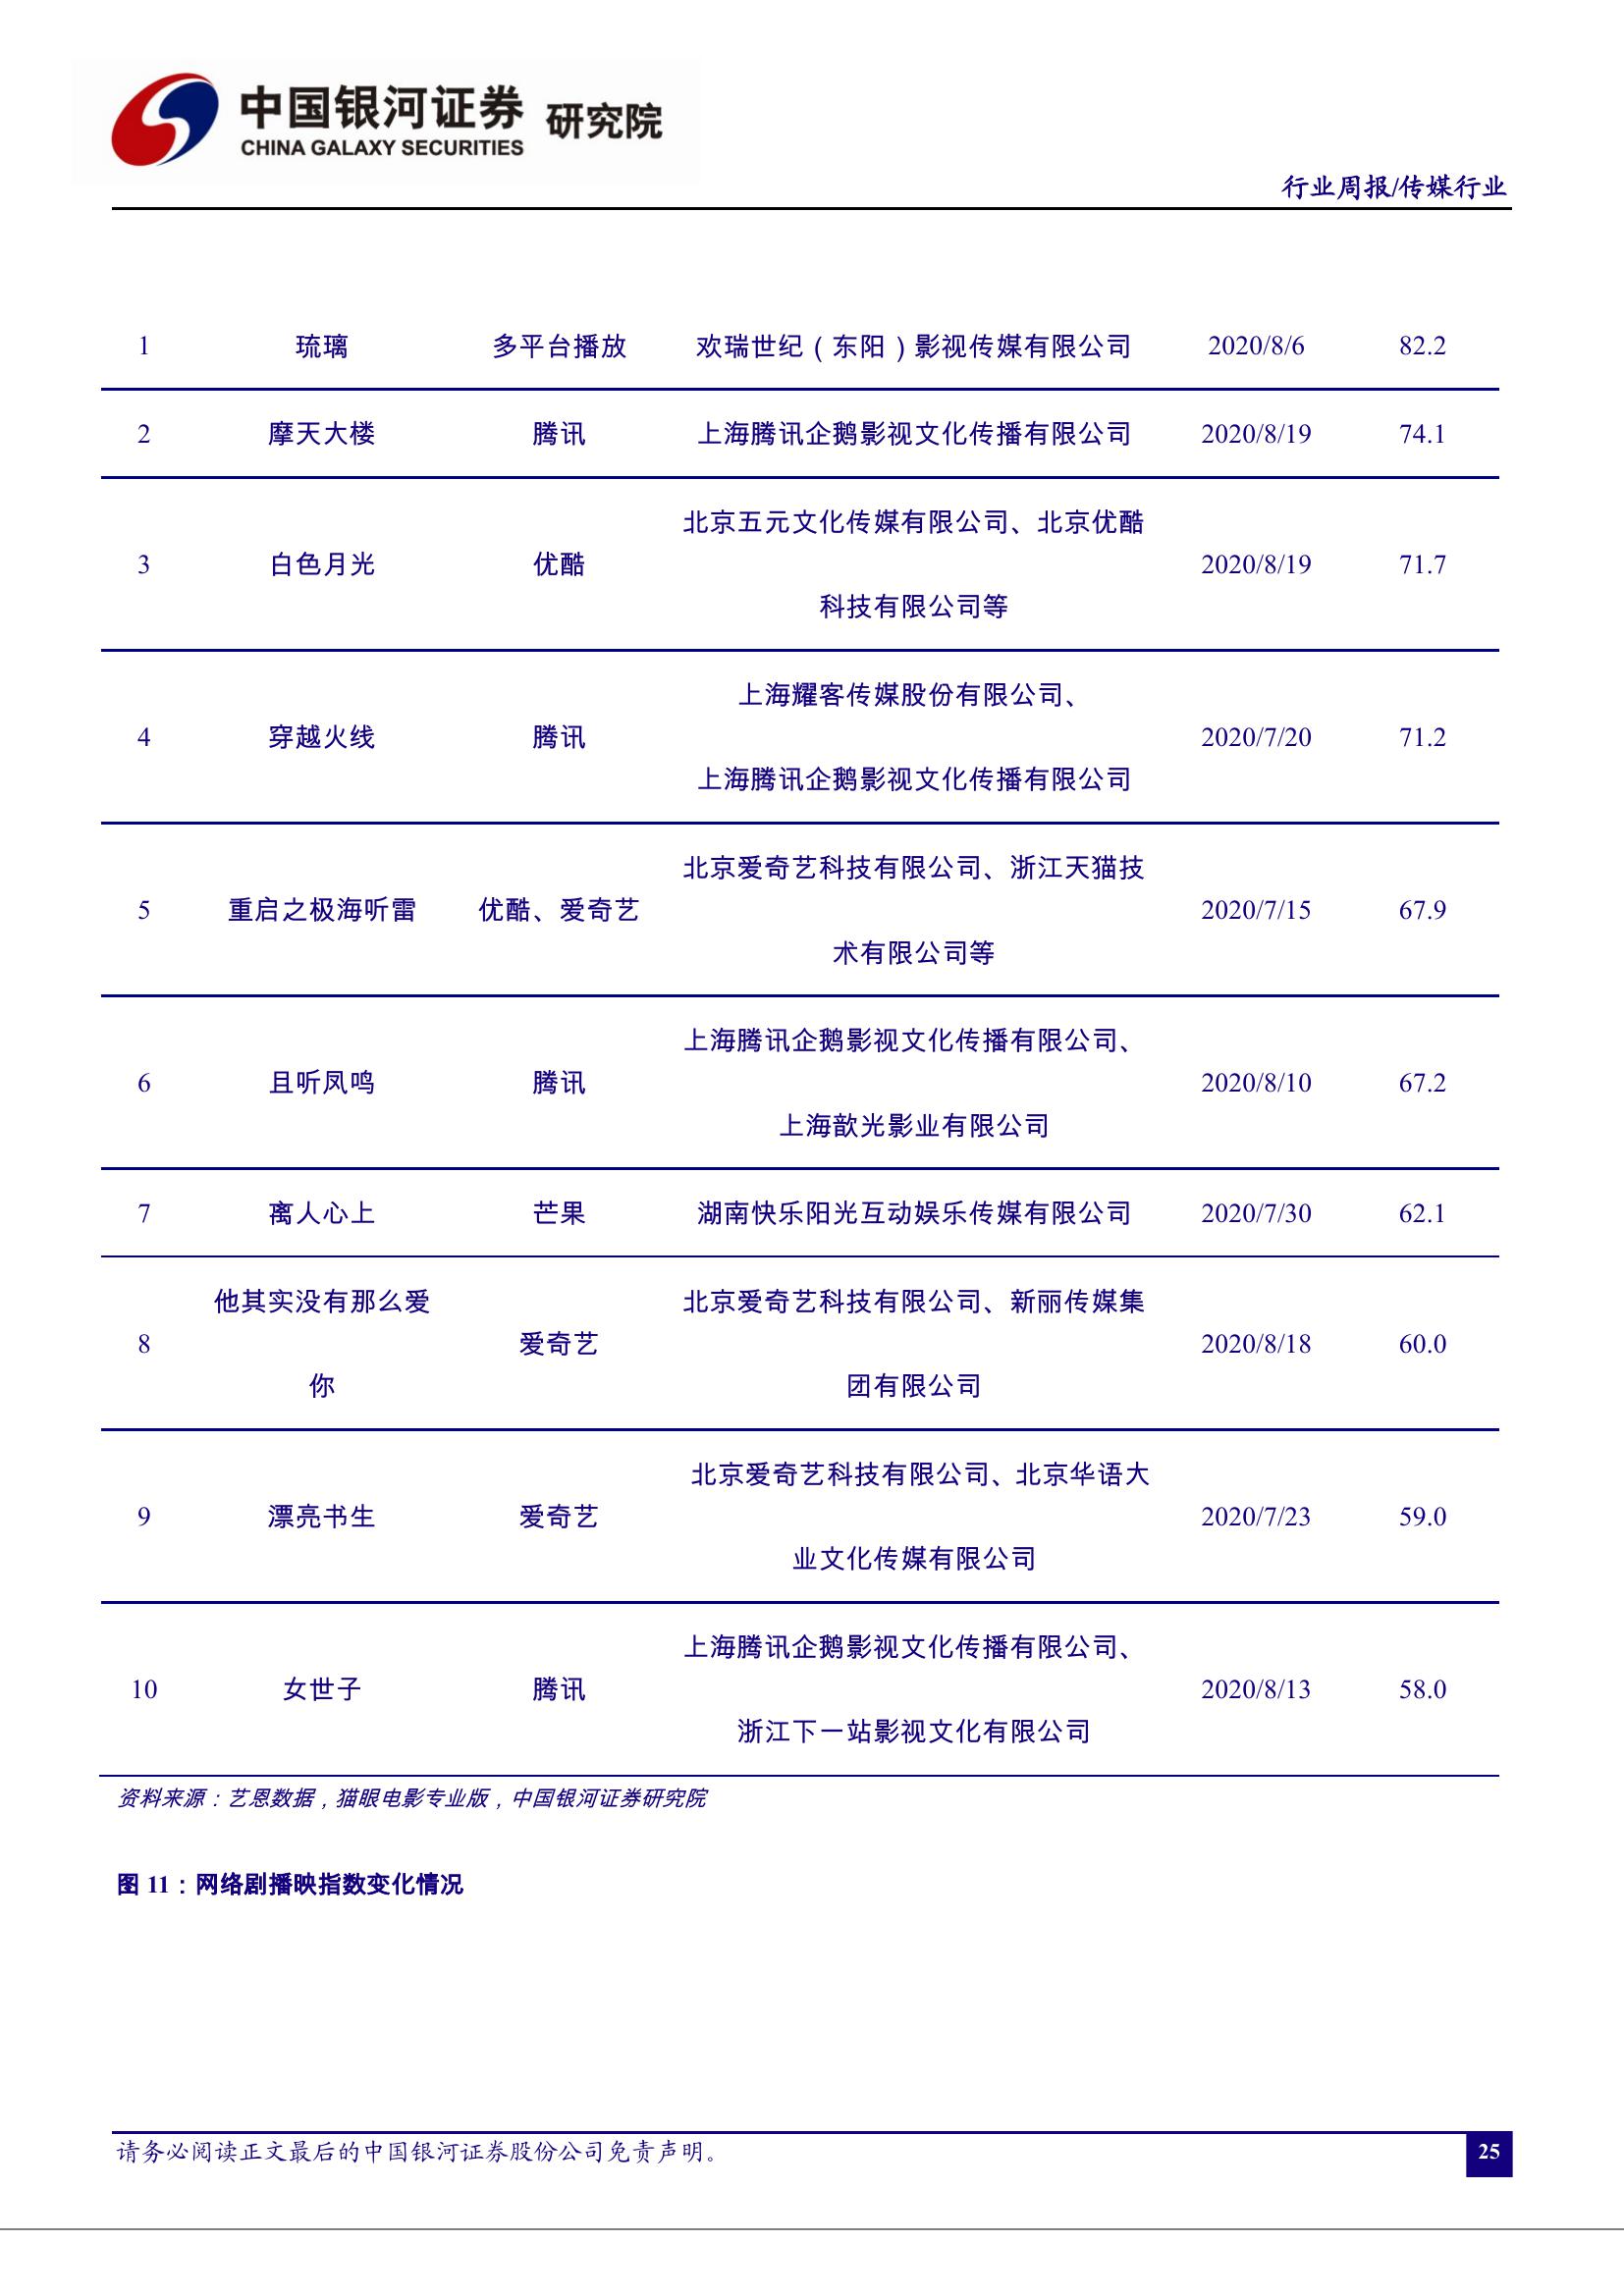 中国银河证券 研究院
CHINA GALAXY SECURITIES
行业周报/传媒行业
1 琉璃 多平台播放 欢瑞世纪（东阳）影视传媒有限公司 2020/8/6 82.2
2 摩天大楼 腾讯 上海腾讯企鹅影视文化传播有限公司 2020/8/19 74.1
北京五元文化传媒有限公司、北京优酷
3 白色月光 优酷 2020/8/19 71.7
科技有限公司等
上海耀客传媒股份有限公司、
4 穿越火线 腾讯 2020/7/20 71.2
上海腾讯企鹅影视文化传播有限公司
北京爱奇艺科技有限公司、浙江天猫技
5 重启之极海听雷 优酷、爱奇艺 2020/7/15 67.9
术有限公司等
上海腾讯企鹅影视文化传播有限公司、
6 且听凤鸣 腾讯 2020/8/10 67.2
上海歆光影业有限公司
7 离人心上 芒果 湖南快乐阳光互动娱乐传媒有限公司 2020/7/30 62.1
他其实没有那么爱 北京爱奇艺科技有限公司、新丽传媒集
8 爱奇艺 2020/8/18 60.0
你 团有限公司
北京爱奇艺科技有限公司、北京华语大
9 漂亮书生 爱奇艺 2020/7/23 59.0
业文化传媒有限公司
上海腾讯企鹅影视文化传播有限公司、
10 女世子 腾讯 2020/8/13 58.0
浙江下一站影视文化有限公司
资料来源：艺恩数据，猫眼电影专业版，中国银河证券研究院
图 11：网络剧播映指数变化情况
请务必阅读正文最后的中国银河证券股份公司免责声明。 25